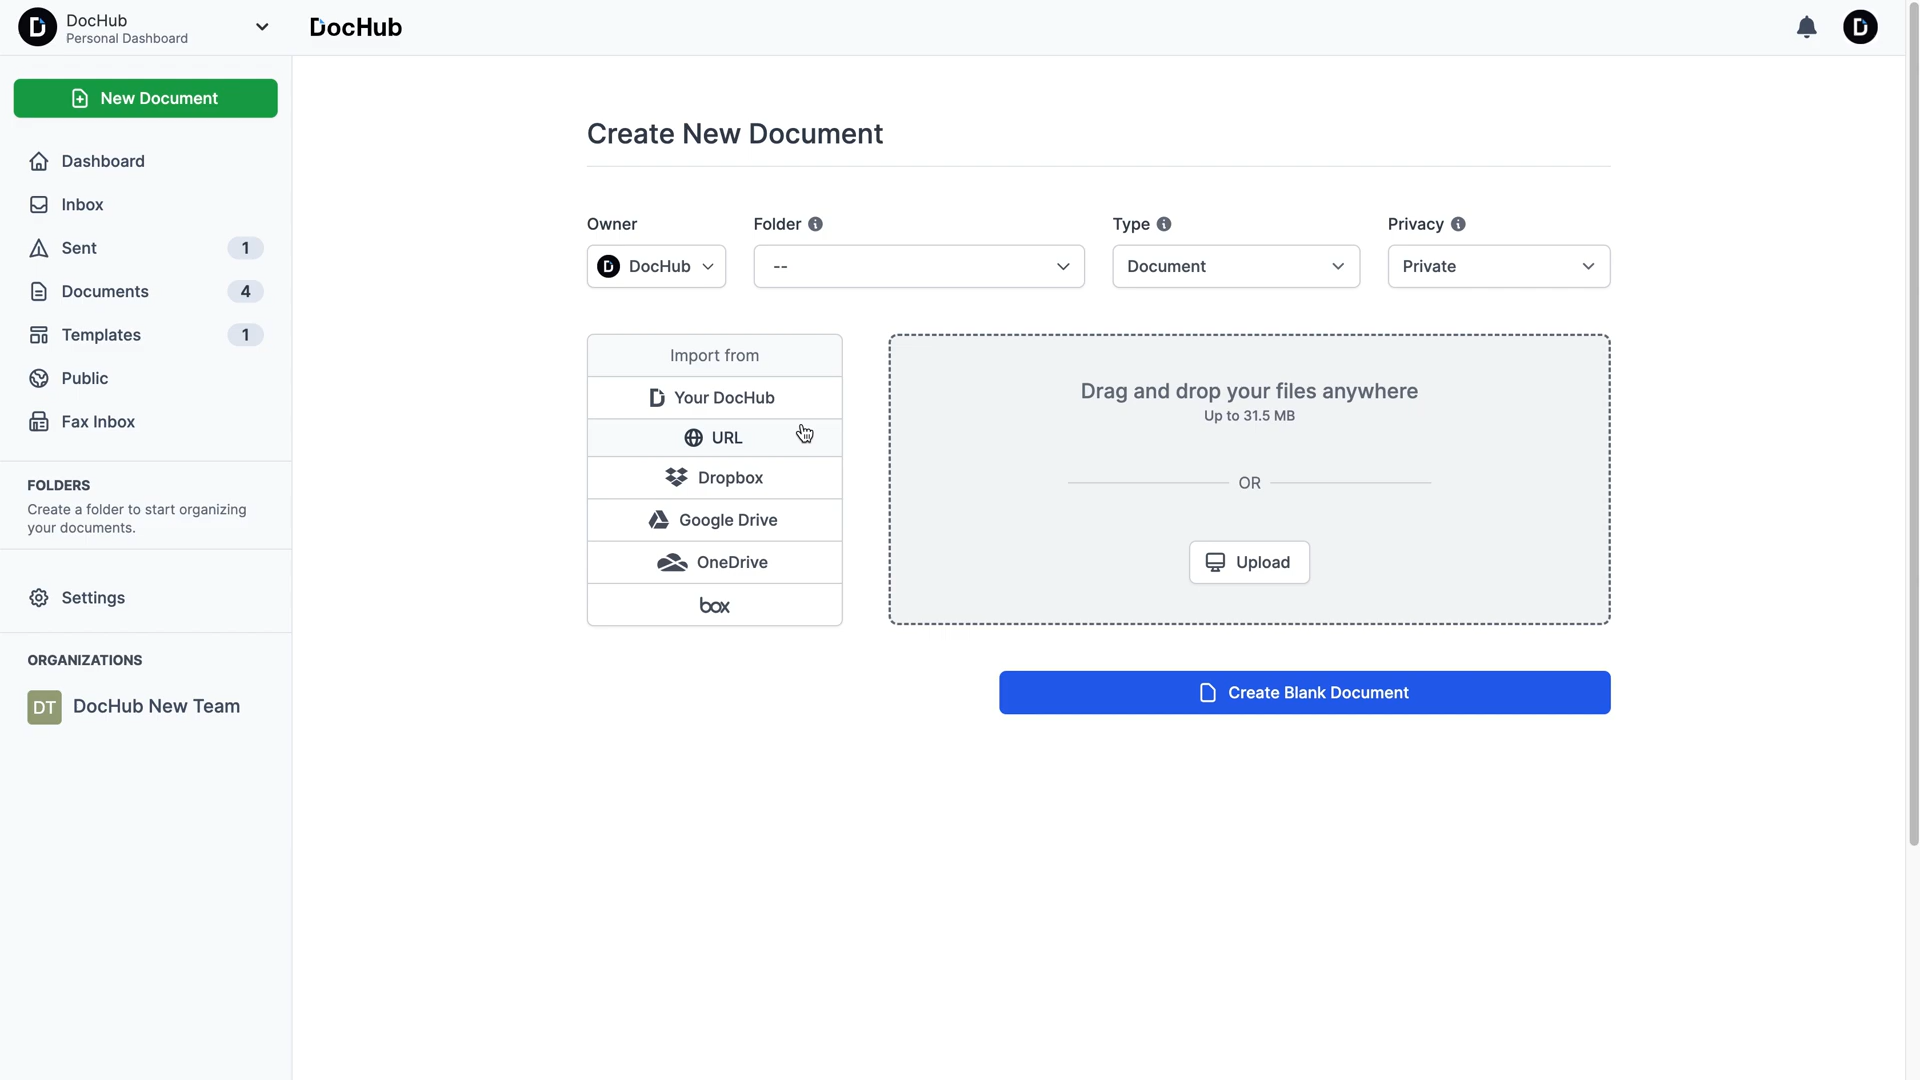 DocHub
Personal Dashboard
DocHub
New Document
Dashboard
Inbox
Sent 1
Documents 4
Templates 1
Public
Fax Inbox
FOLDERS
Create a folder to start organizing
your documents.
Settings
ORGANIZATIONS
DT DocHub New Team
Create New Document
Owner Folder Type Privacy
DocHub -- Document Private
Import from
Your DocHub
URL
Dropbox
Google Drive
OneDrive
box
Drag and drop your files anywhere
Up to 31.5 MB
OR
Upload
Create Blank Document